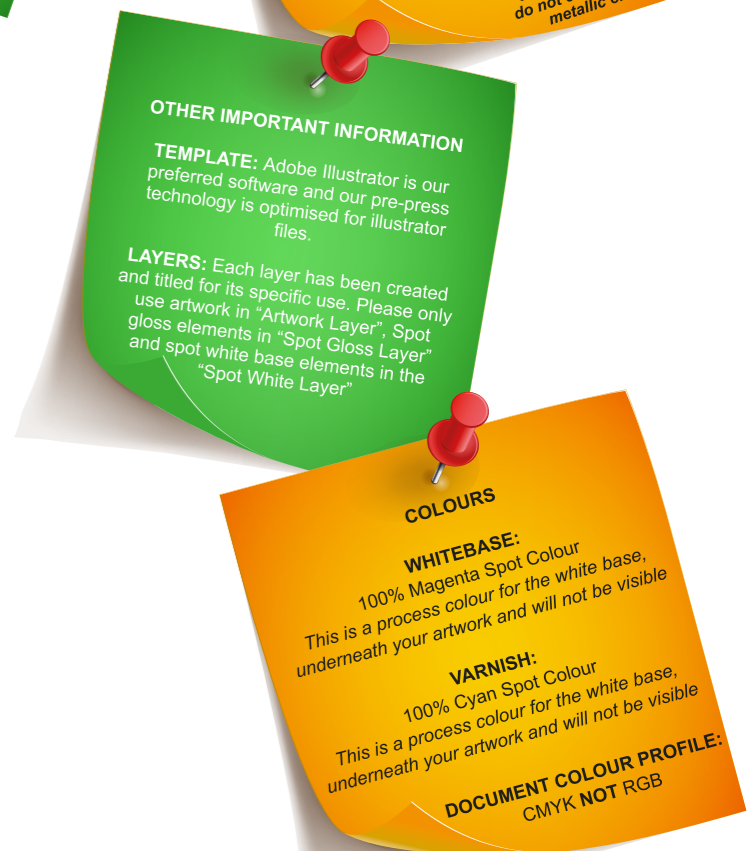 do not
metallic
OTHER IMPORTANT INFORMATION
TEMPLATE: Adobe Illustrator is our
preferred software and our pre-press
technology is optimised for illustrator
files.
LAYERS: Each layer has been created
and titled for its specific use. Please only
use artwork in “Artwork Layer”, Spot
gloss elements in “Spot Gloss Layer”
and spot white base elements in the
“Spot White Layer”
COLOURS
WHITEBASE:
100% Magenta Spot Colour
This is a process colour for the white base,
underneath your artwork and will not be visible
VARNISH:
100% Cyan Spot Colour
This is a process colour for the white base,
underneath your artwork and will not be visible
DOCUMENT COLOUR PROFILE:
CMYK NOT RGB